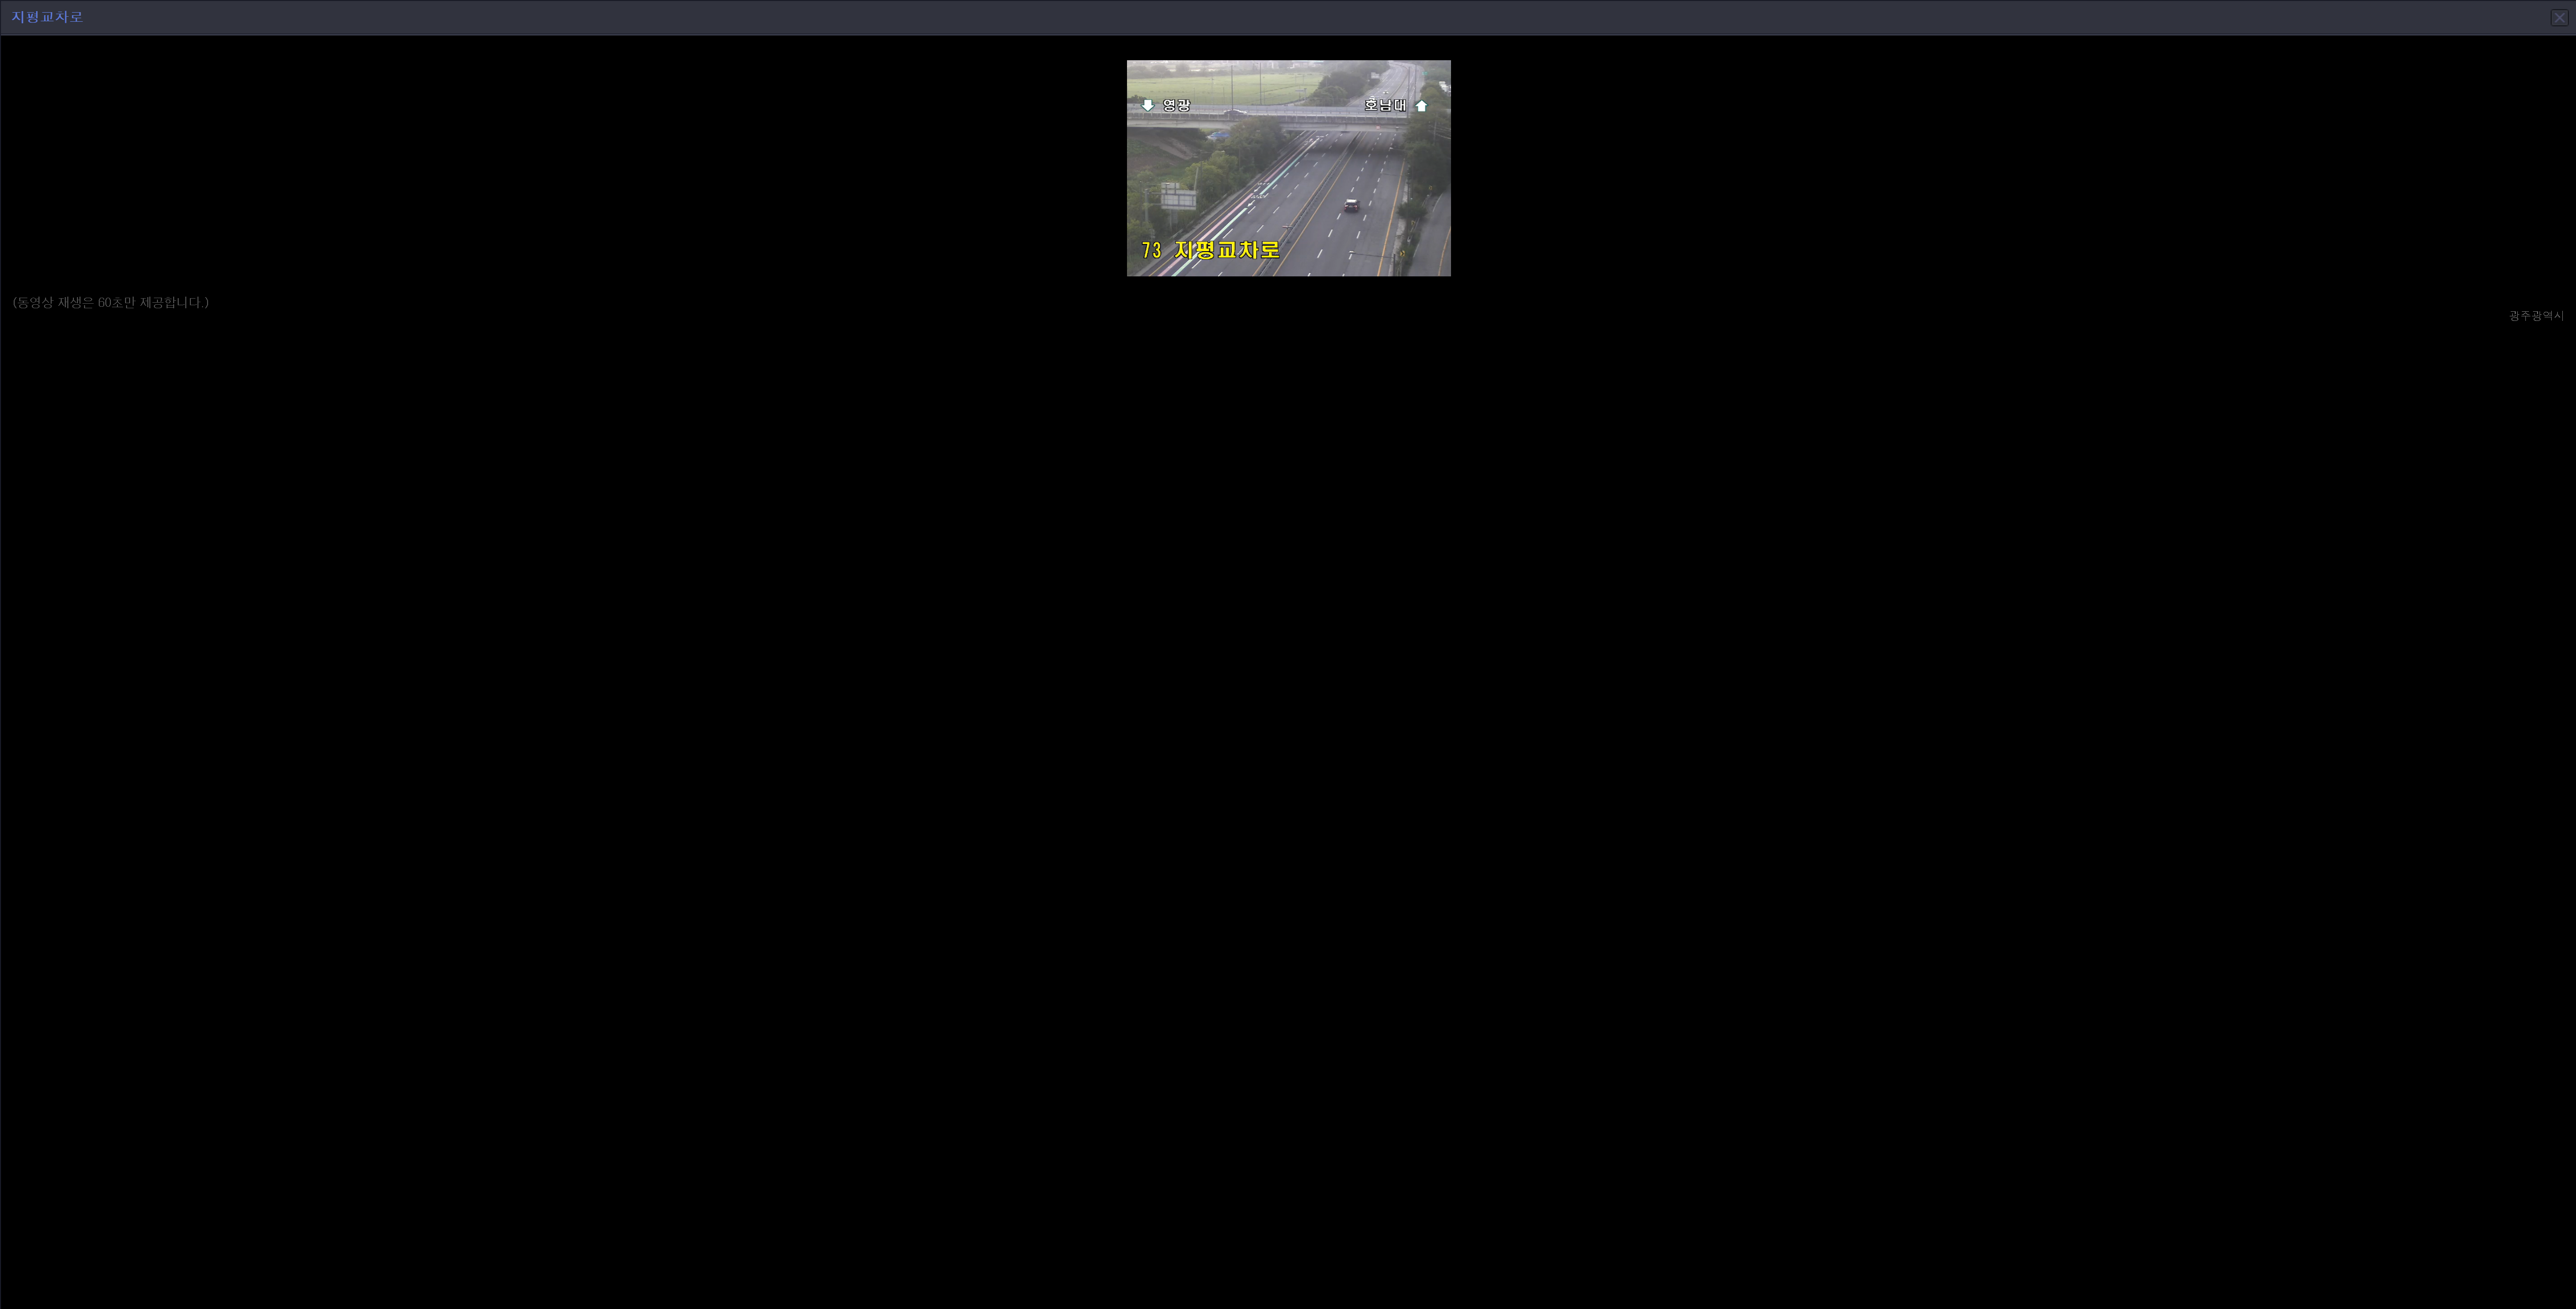 지평교차로
영광
호남대
73 지평교차로
(동영상 재생은 60초만 제공합니다.)
광주광역시